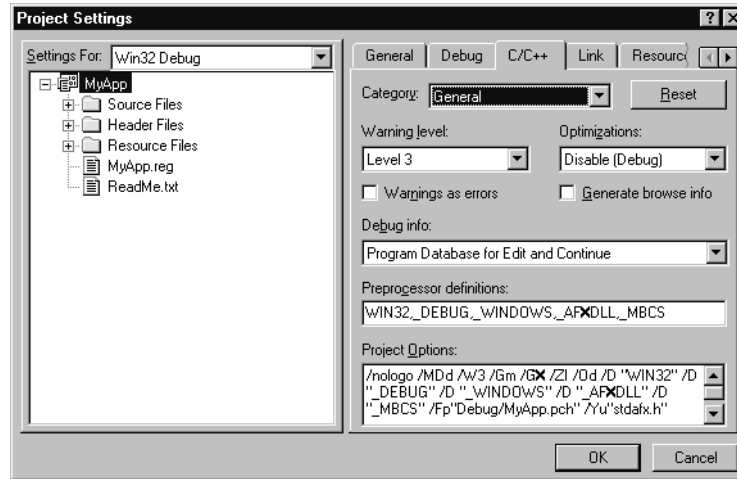 Project Settings
Settings For: Win32 Debug
MyApp
Source Files
Header Files
Resource Files
MyApp.reg
ReadMe.txt
General Debug C/C++ Link
Category: General Reset
Warning level: Optimizations:
Level 3 Disable (Debug)
Warnings as errors Generate browse info
Debug info:
Program Database for Edit and Continue
Preprocessor definitions:
WIN32,_DEBUG,_WINDOWS,_AFXDLL,_MBCS
Project Options:
/nologo /MDd /W3 /Gm /GX /ZI /Od /D "WIN32" /D
"_DEBUG" /D "_WINDOWS" /D "_AFXDLL" /D
"_MBCS" /Fp"Debug/MyApp.pch" /Yu"stdafx.h"
OK Cancel